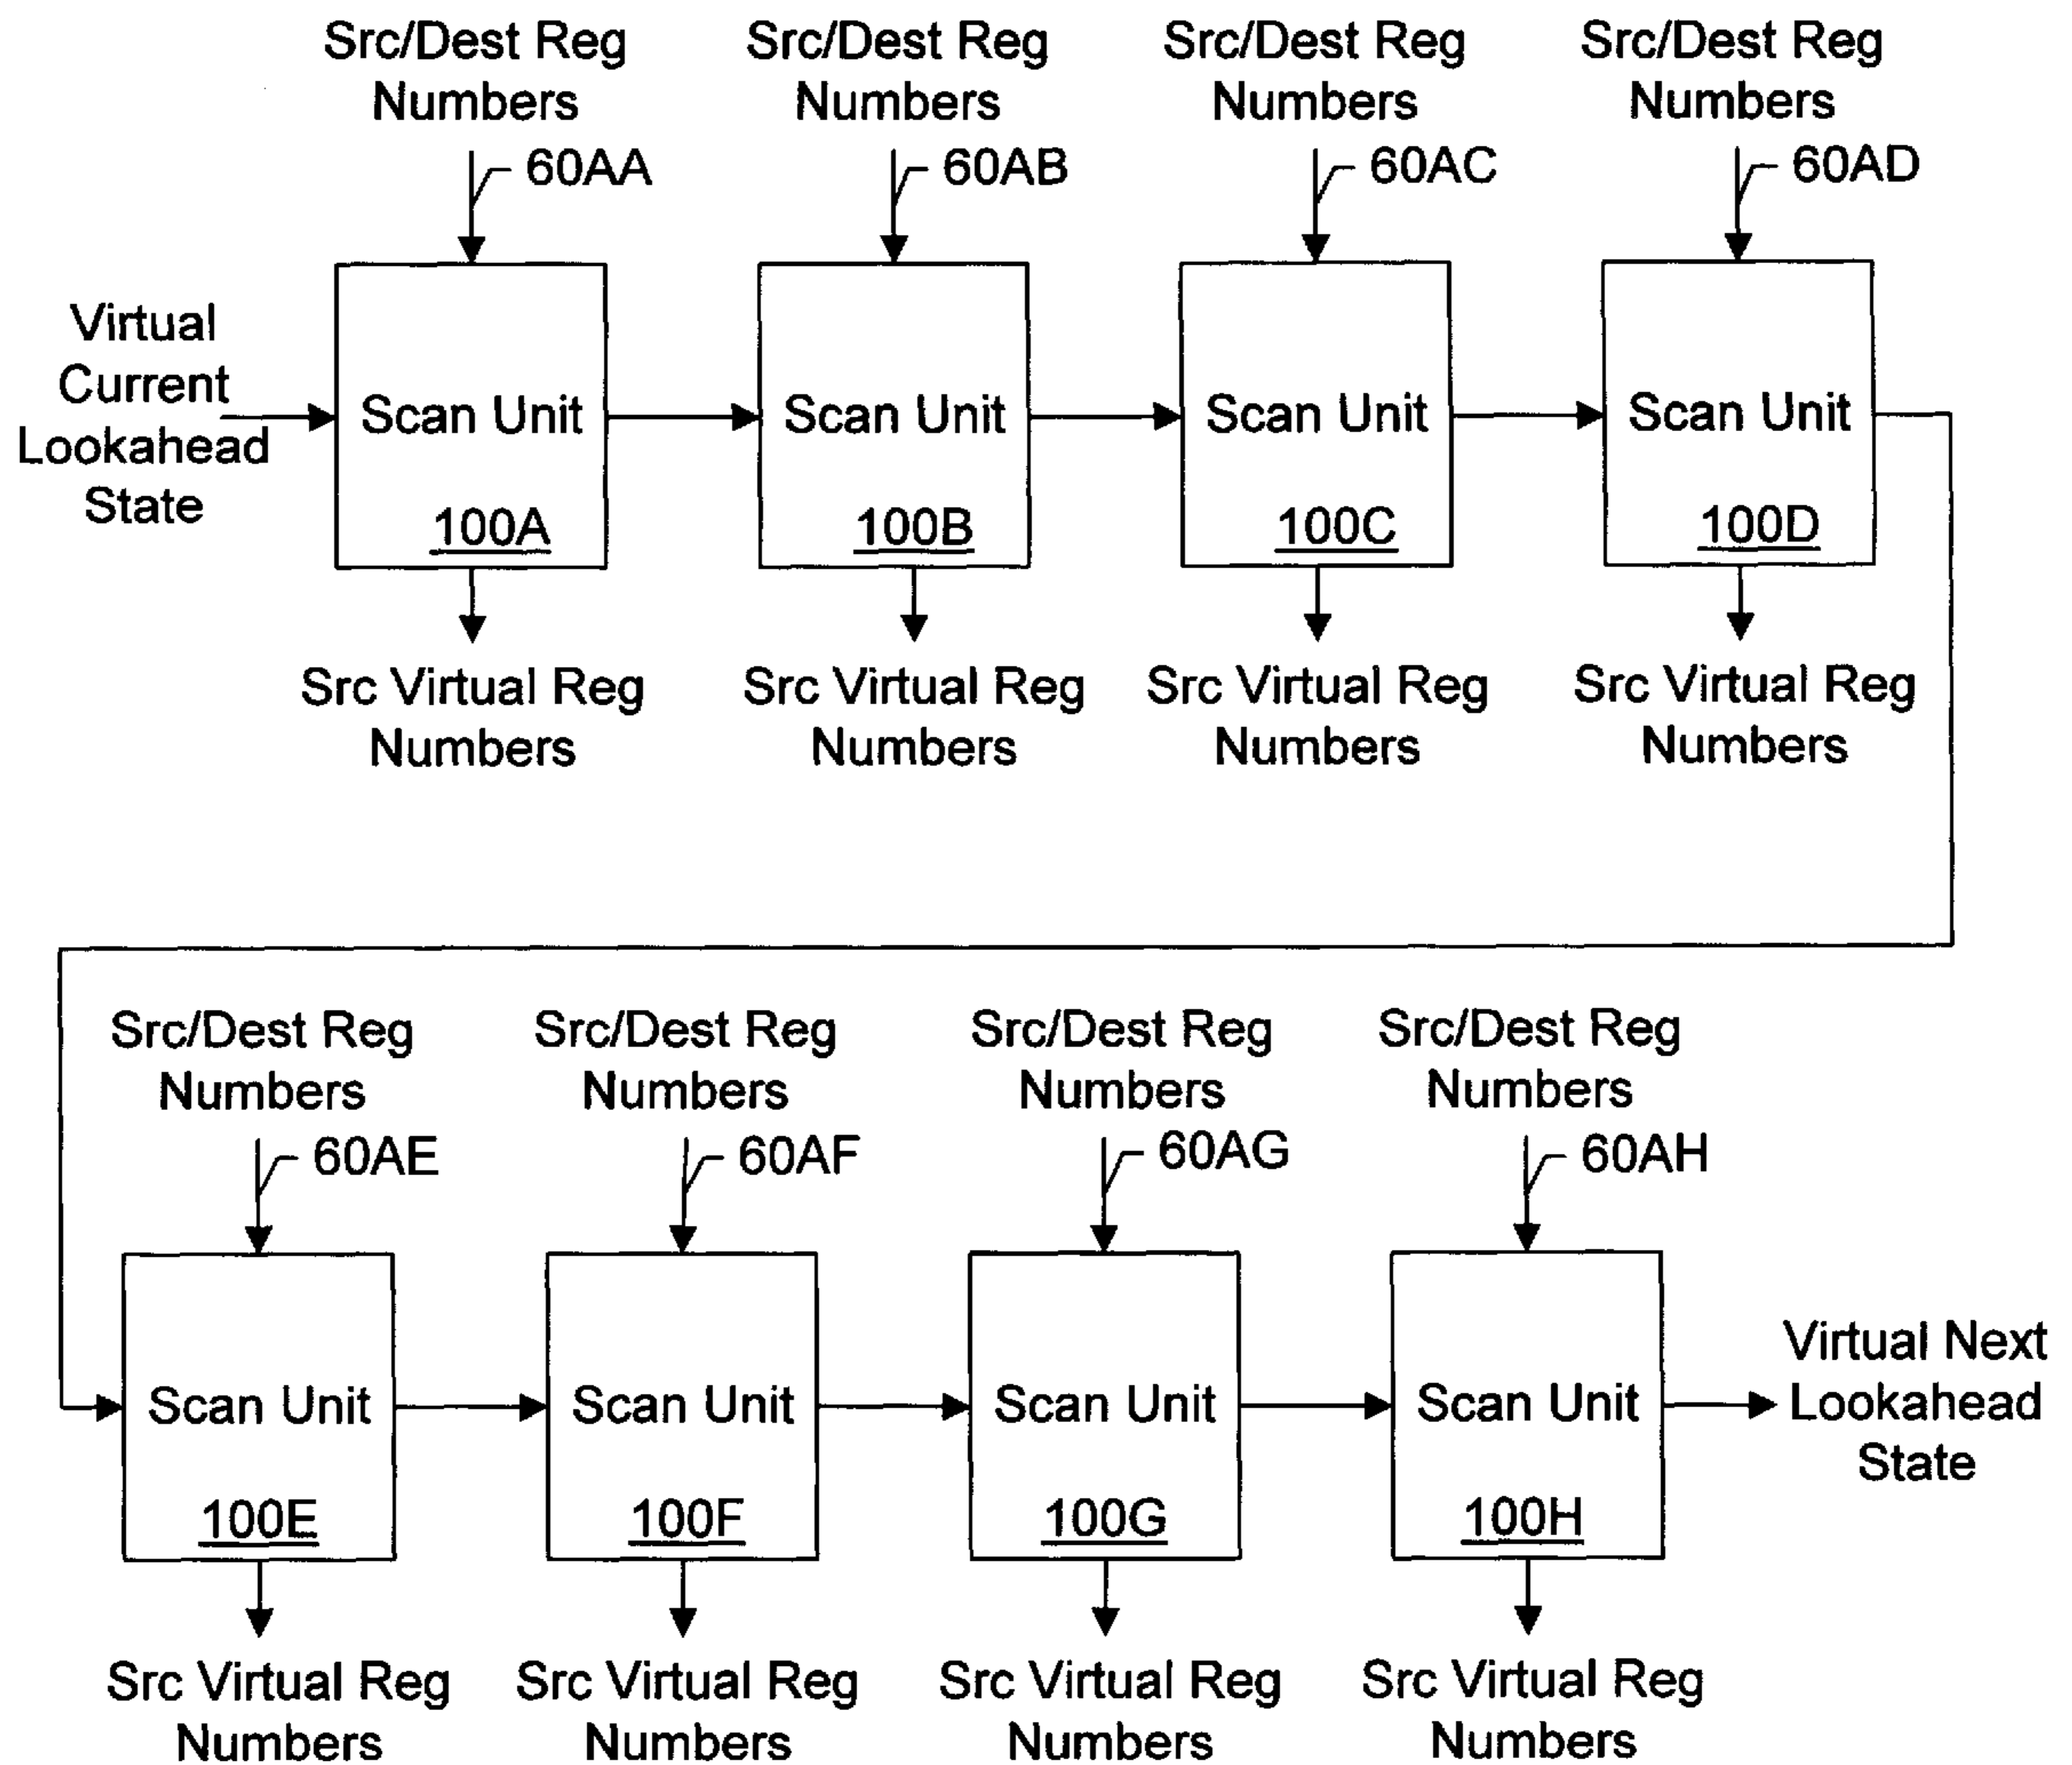 Src/Dest Reg
Numbers
60AA
Src/Dest Reg
Numbers
60AB
Src/Dest Reg
Numbers
60AC
Src/Dest Reg
Numbers
60AD
Virtual
Current
Lookahead
State
Scan Unit
100A
Scan Unit
100B
Scan Unit
100C
Scan Unit
100D
Src Virtual Reg
Numbers
Src Virtual Reg
Numbers
Src Virtual Reg
Numbers
Src Virtual Reg
Numbers
Src/Dest Reg
Numbers
60AE
Src/Dest Reg
Numbers
60AF
Src/Dest Reg
Numbers
60AG
Src/Dest Reg
Numbers
60AH
Scan Unit
100E
Scan Unit
100F
Scan Unit
100G
Scan Unit
100H
Virtual Next
Lookahead
State
Src Virtual Reg
Numbers
Src Virtual Reg
Numbers
Src Virtual Reg
Numbers
Src Virtual Reg
Numbers